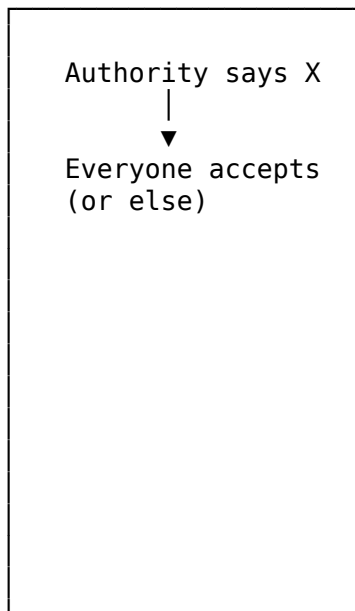 Authority says X
│
▼
Everyone accepts
(or else)